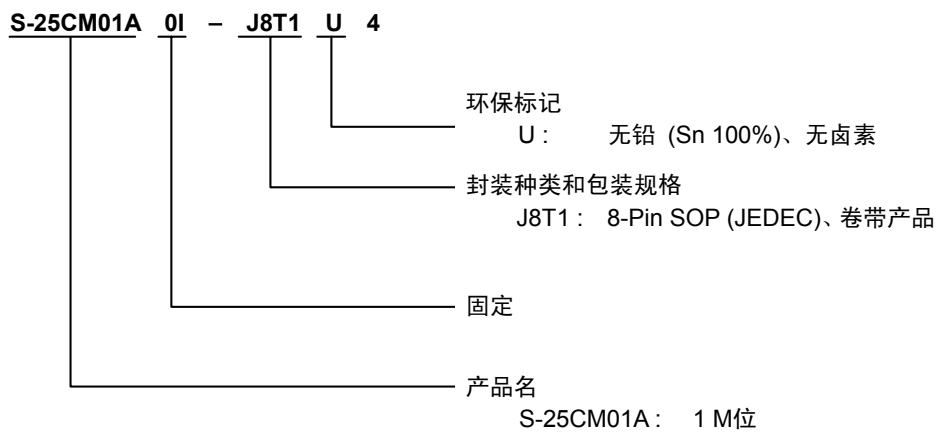 S-25CM01A 0I – J8T1 U 4
环保标记
U : 无铅 (Sn 100%)、无卤素
封装种类和包装规格
J8T1 : 8-Pin SOP (JEDEC)、卷带产品
固定
产品名
S-25CM01A : 1 M位